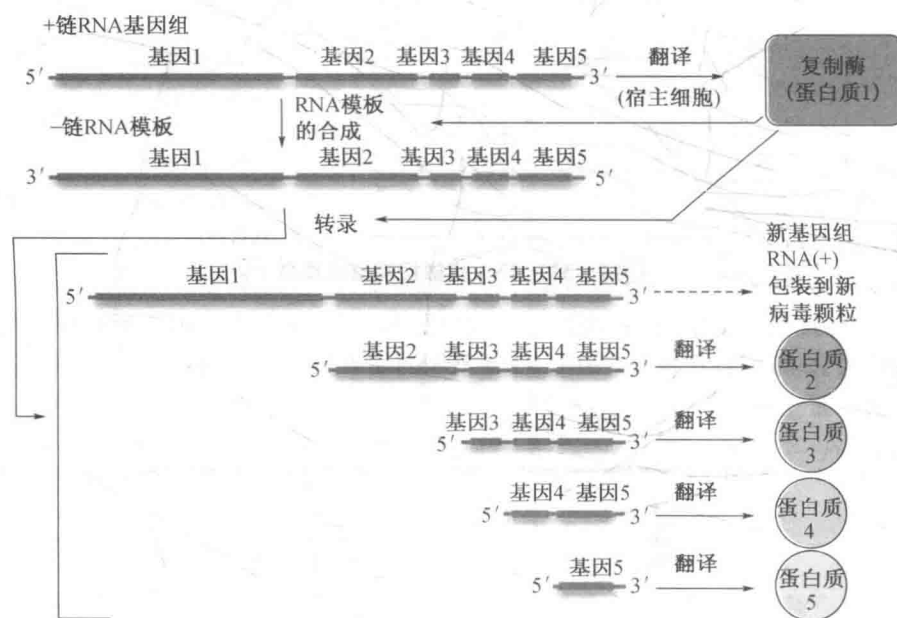 +链RNA基因组
基因1 基因2 基因3 基因4 基因5
5′ 3′ 翻译
(宿主细胞)
复制酶
(蛋白质1)
RNA模板
的合成
−链RNA模板
基因1 基因2 基因3 基因4 基因5
3′ 5′
转录
新基因组
RNA(+)
包装到新
病毒颗粒
基因1 基因2 基因3 基因4 基因5
5′ 3′
基因2 基因3 基因4 基因5 翻译
5′ 3′
蛋白质
2
基因3 基因4 基因5 翻译
5′ 3′
蛋白质
3
基因4 基因5 翻译
5′ 3′
蛋白质
4
基因5 翻译
5′ 3′
蛋白质
5